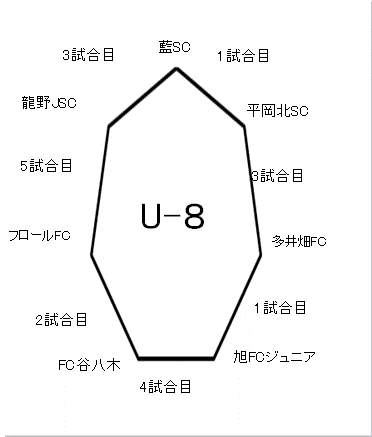 藍SC
3試合目
1試合目
龍野JSC
平岡北SC
5試合目
3試合目
U-8
フロールFC
多井畑FC
2試合目
1試合目
FC谷八木
旭FCジュニア
4試合目